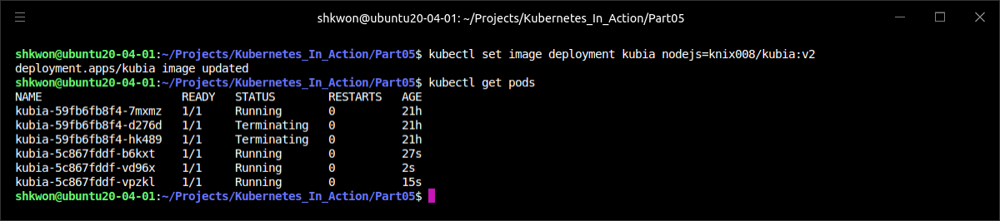 shkwon@ubuntu20-04-01: ~/Projects/Kubernetes_In_Action/Part05
shkwon@ubuntu20-04-01:~/Projects/Kubernetes_In_Action/Part05$ kubectl set image deployment kubia nodejs=knix008/kubia:v2
deployment.apps/kubia image updated
shkwon@ubuntu20-04-01:~/Projects/Kubernetes_In_Action/Part05$ kubectl get pods
NAME                     READY   STATUS        RESTARTS   AGE
kubia-59fb6fb8f4-7mxmz   1/1     Running       0          21h
kubia-59fb6fb8f4-d276d   1/1     Terminating   0          21h
kubia-59fb6fb8f4-hk489   1/1     Terminating   0          21h
kubia-5c867fddf-b6kxt    1/1     Running       0          27s
kubia-5c867fddf-vd96x    1/1     Running       0          2s
kubia-5c867fddf-vpzkl    1/1     Running       0          15s
shkwon@ubuntu20-04-01:~/Projects/Kubernetes_In_Action/Part05$